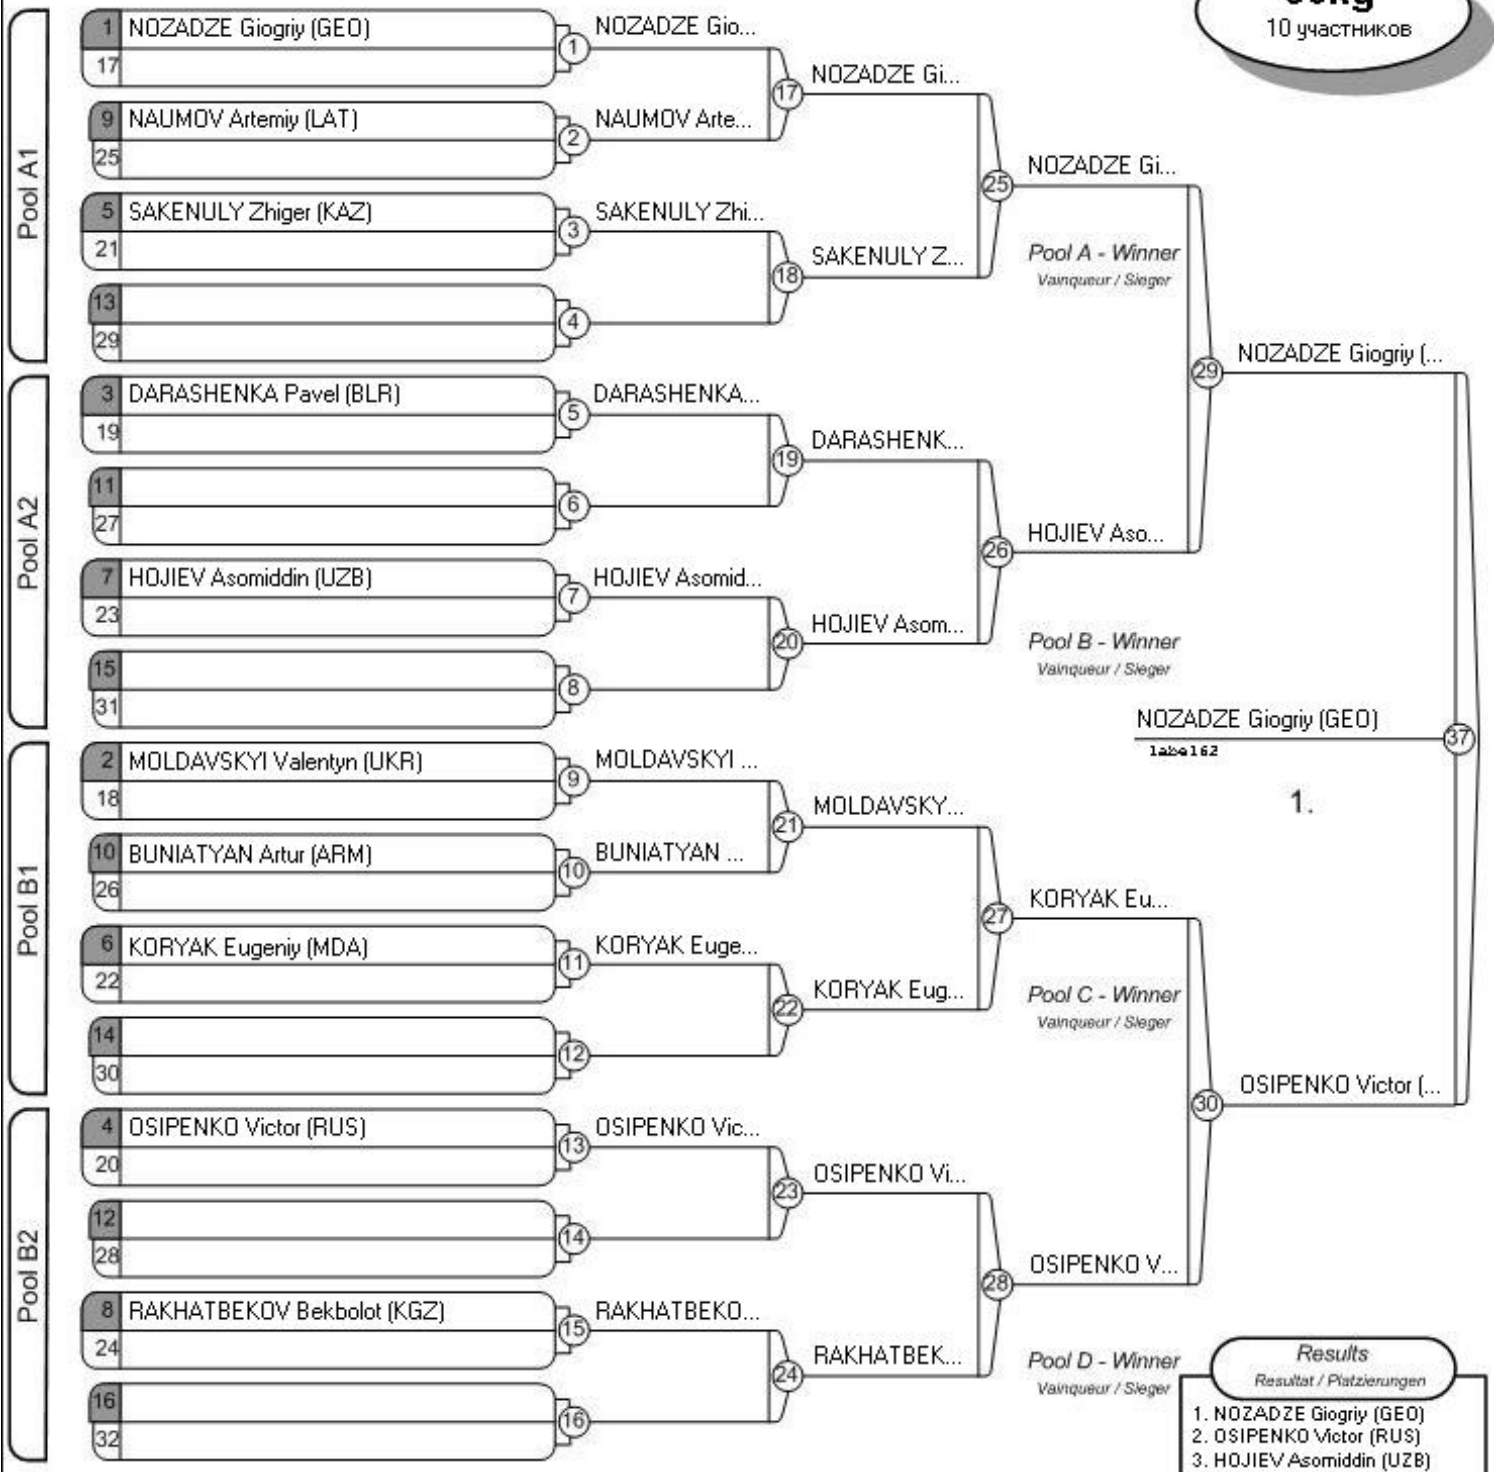 10 участников
Pool A1
1 NOZADZE Giogriy (GEO)
17
1
NOZADZE Gio...
9 NAUMOV Artemiy (LAT)
25
2
NAUMOV Arte...
17
NOZADZE Gi...
5 SAKENULY Zhiger (KAZ)
21
3
SAKENULY Zhi...
13
29
4
18
SAKENULY Z...
25
NOZADZE Gi...
Pool A - Winner
Vainqueur / Sieger
Pool A2
3 DARASHENKA Pavel (BLR)
19
5
DARASHENKA...
11
27
6
19
DARASHENK...
7 HOJIEV Asomiddin (UZB)
23
7
HOJIEV Asomid...
15
31
8
20
HOJIEV Asom...
26
HOJIEV Aso...
Pool B - Winner
Vainqueur / Sieger
29
NOZADZE Giogriy (...
Pool B1
2 MOLDAVSKYI Valentyn (UKR)
18
9
MOLDAVSKYI ...
10 BUNIATYAN Artur (ARM)
26
10
BUNIATYAN ...
21
MOLDAVSKY...
6 KORYAK Eugeniy (MDA)
22
11
KORYAK Euge...
14
30
12
22
KORYAK Eug...
27
KORYAK Eu...
Pool C - Winner
Vainqueur / Sieger
Pool B2
4 OSIPENKO Victor (RUS)
20
13
OSIPENKO Vic...
12
28
14
23
OSIPENKO Vi...
8 RAKHATBEKOV Bekbolot (KGZ)
24
15
RAKHATBEKO...
16
32
16
24
RAKHATBEK...
28
OSIPENKO V...
Pool D - Winner
Vainqueur / Sieger
30
OSIPENKO Victor (...
NOZADZE Giogriy (GEO)
37
label62
1.
Results
Resultat / Platzierungen
1. NOZADZE Giogriy (GEO)
2. OSIPENKO Victor (RUS)
3. HOJIEV Asomiddin (UZB)